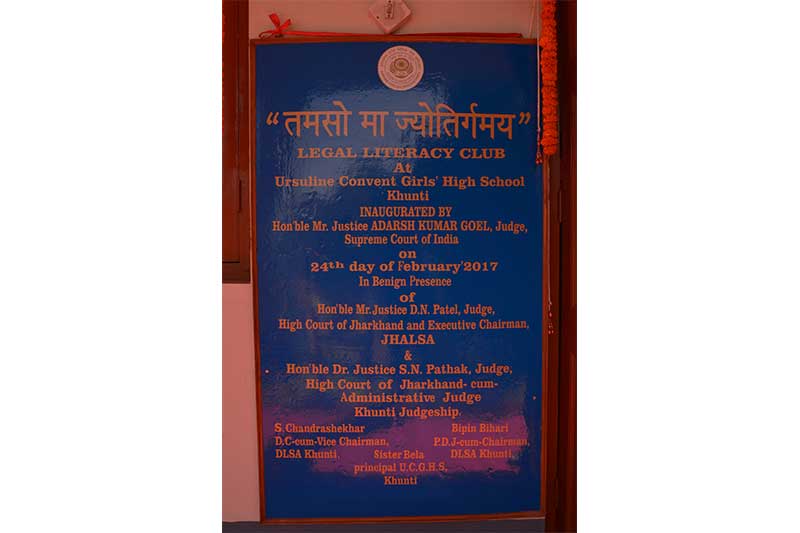 “तमसो मा ज्योतिर्गमय”
LEGAL LITERACY CLUB
At
Ursuline Convent Girls' High School
Khunti
INAUGURATED BY
Hon'ble Mr. Justice ADARSH KUMAR GOEL, Judge,
Supreme Court of India
on
24th day of February'2017
In Benign Presence
of
Hon'ble Mr.Justice D.N. Patel, Judge,
High Court of Jharkhand and Executive Chairman,
JHALSA
&
Hon'ble Dr. Justice S.N. Pathak, Judge,
High Court of Jharkhand- cum-
Administrative Judge
Khunti Judgeship.
S. Chandrashekhar Bipin Bihari
D.C-cum-Vice Chairman, P.D.J-cum-Chairman,
DLSA Khunti. Sister Bela DLSA, Khunti.
principal U.C.G.H.S,
Khunti